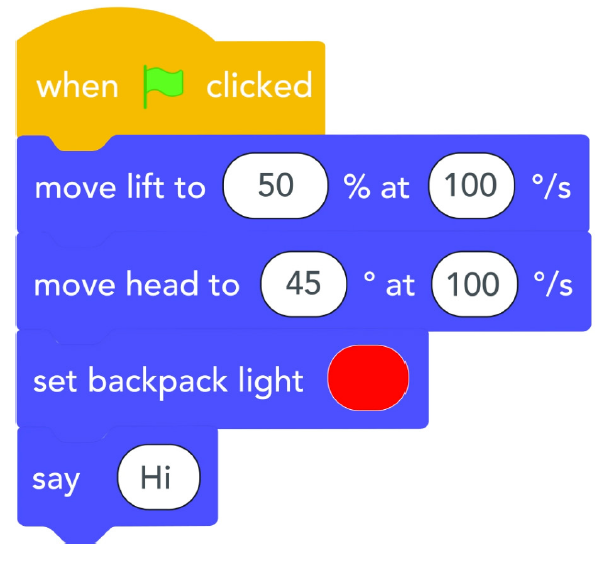 when clicked
move lift to 50 % at 100 °/s
move head to 45 ° at 100 °/s
set backpack light
say Hi